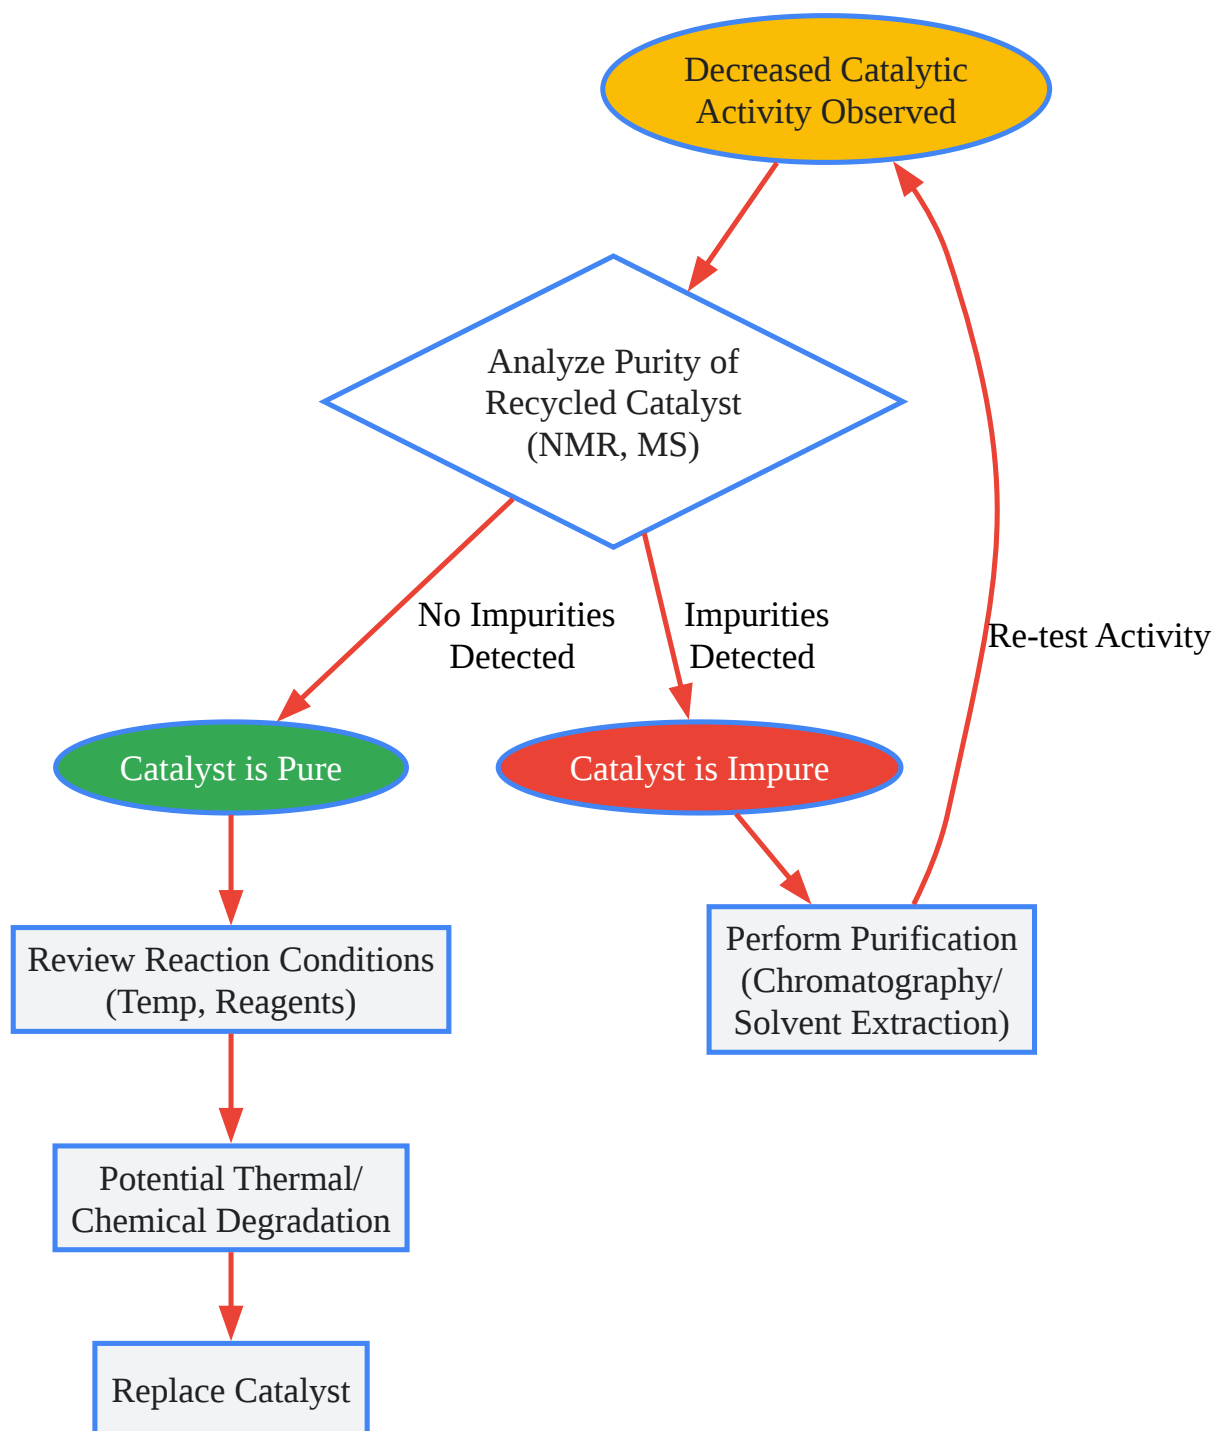 Decreased Catalytic
Activity Observed
Analyze Purity of
Recycled Catalyst
(NMR, MS)
No Impurities
Detected
Impurities
Detected
Re-test Activity
Catalyst is Pure
Catalyst is Impure
Review Reaction Conditions
(Temp, Reagents)
Perform Purification
(Chromatography/
Solvent Extraction)
Potential Thermal/
Chemical Degradation
Replace Catalyst